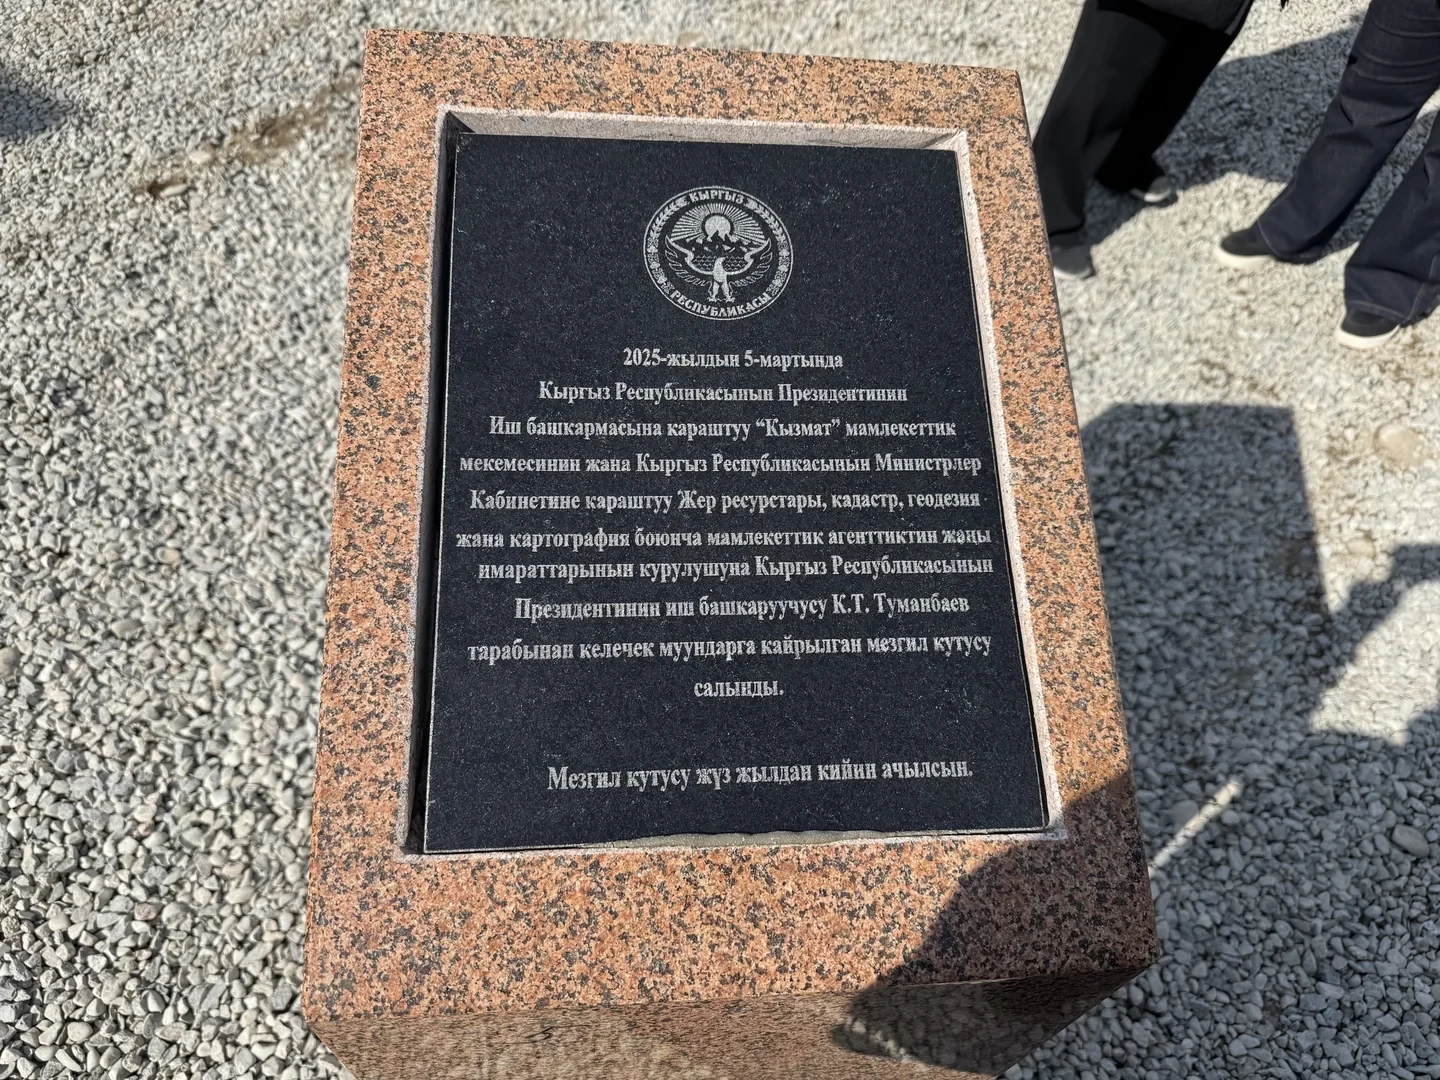 КЫРГЫЗ
РЕСПУБЛИКАСЫ
2025-жылдын 5-мартында
Кыргыз Республикасынын Президентинин
Иш башкармасына караштуу “Кызмат” мамлекеттик
мекемесинин жана Кыргыз Республикасынын Министрлер
Кабинетине караштуу Жер ресурстары, кадастр, геодезия
жана картография боюнча мамлекеттик агенттиктин жаңы
имараттарынын курулушуна Кыргыз Республикасынын
Президентинин иш башкаруучусу К.Т. Туманбаев
тарабынан келечек муундарга кайрылган мезгил кутусу
салынды.
Мезгил кутусу жүз жылдан кийин ачылсын.